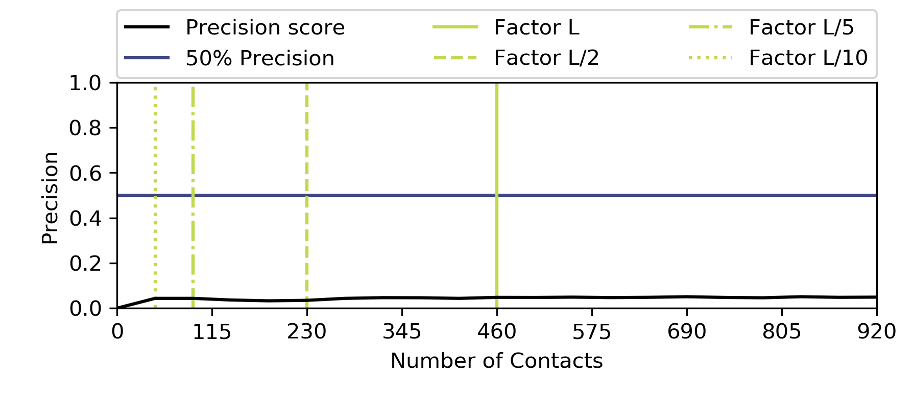 Precision score
50% Precision
Factor L
Factor L/2
Factor L/5
Factor L/10
1.0
0.8
0.6
0.4
0.2
0.0
Precision
0 115 230 345 460 575 690 805 920
Number of Contacts